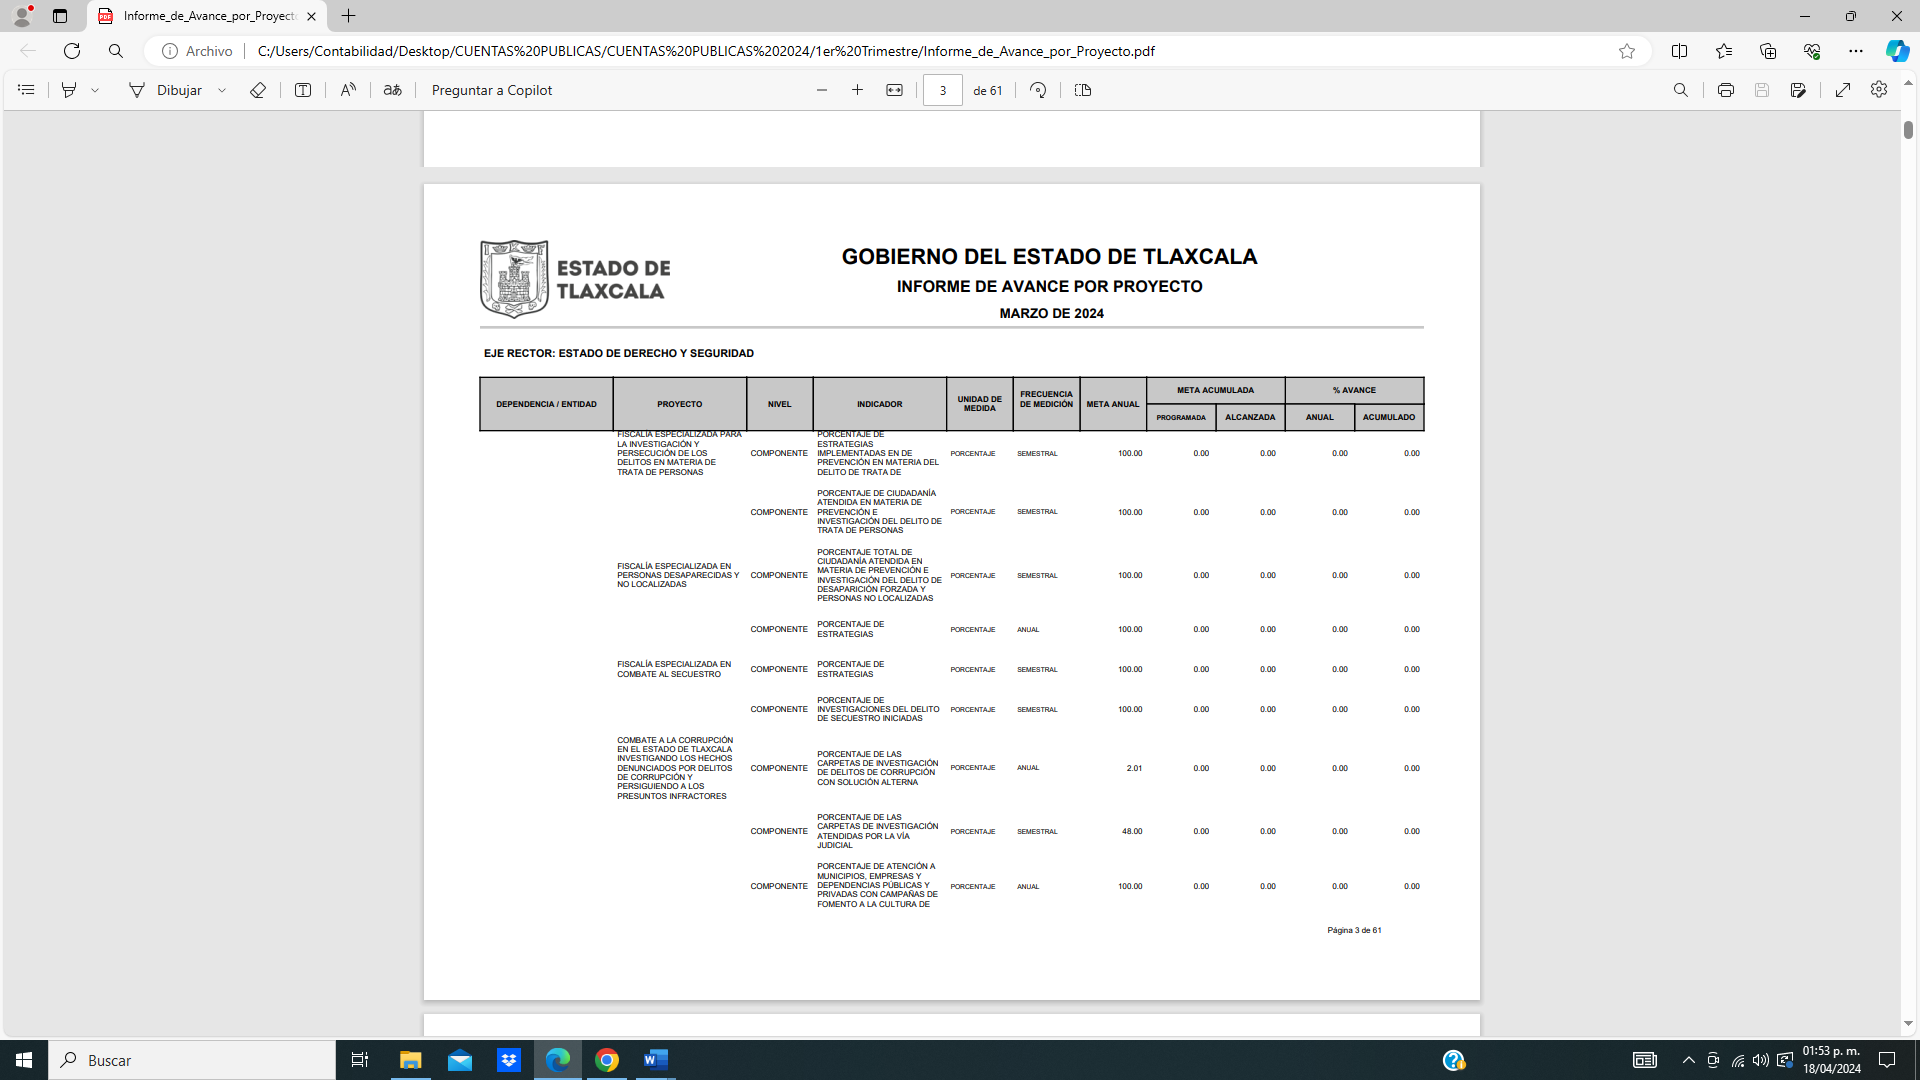 Informe_de_Avance_por_Proyecto
Archivo
C:/Users/Contabilidad/Desktop/CUENTAS%20PUBLICAS/CUENTAS%20PUBLICAS%202024/1er%20Trimestre/Informe_de_Avance_por_Proyecto.pdf
Dibujar
aあ
Preguntar a Copilot
3 de 61
ESTADO DE
TLAXCALA
GOBIERNO DEL ESTADO DE TLAXCALA
INFORME DE AVANCE POR PROYECTO
MARZO DE 2024
EJE RECTOR: ESTADO DE DERECHO Y SEGURIDAD
DEPENDENCIA / ENTIDAD
PROYECTO
NIVEL
INDICADOR
UNIDAD DE
MEDIDA
FRECUENCIA
DE MEDICIÓN
META ANUAL
META ACUMULADA
PROGRAMADA
ALCANZADA
% AVANCE
ANUAL
ACUMULADO
FISCALÍA ESPECIALIZADA PARA
LA INVESTIGACIÓN Y
PERSECUCIÓN DE LOS
DELITOS EN MATERIA DE
TRATA DE PERSONAS
COMPONENTE
PORCENTAJE DE
ESTRATEGIAS
IMPLEMENTADAS EN DE
PREVENCIÓN EN MATERIA DEL
DELITO DE TRATA DE
PORCENTAJE SEMESTRAL 100.00 0.00 0.00 0.00 0.00
COMPONENTE
PORCENTAJE DE CIUDADANÍA
ATENDIDA EN MATERIA DE
PREVENCIÓN E
INVESTIGACIÓN DEL DELITO DE
TRATA DE PERSONAS
PORCENTAJE SEMESTRAL 100.00 0.00 0.00 0.00 0.00
FISCALÍA ESPECIALIZADA EN
PERSONAS DESAPARECIDAS Y
NO LOCALIZADAS
COMPONENTE
PORCENTAJE TOTAL DE
CIUDADANÍA ATENDIDA EN
MATERIA DE PREVENCIÓN E
INVESTIGACIÓN DEL DELITO DE
DESAPARICIÓN FORZADA Y
PERSONAS NO LOCALIZADAS
PORCENTAJE SEMESTRAL 100.00 0.00 0.00 0.00 0.00
COMPONENTE
PORCENTAJE DE
ESTRATEGIAS
PORCENTAJE ANUAL 100.00 0.00 0.00 0.00 0.00
FISCALÍA ESPECIALIZADA EN
COMBATE AL SECUESTRO
COMPONENTE
PORCENTAJE DE
ESTRATEGIAS
PORCENTAJE SEMESTRAL 100.00 0.00 0.00 0.00 0.00
COMPONENTE
PORCENTAJE DE
INVESTIGACIONES DEL DELITO
DE SECUESTRO INICIADAS
PORCENTAJE SEMESTRAL 100.00 0.00 0.00 0.00 0.00
COMBATE A LA CORRUPCIÓN
EN EL ESTADO DE TLAXCALA
INVESTIGANDO LOS HECHOS
DENUNCIADOS POR DELITOS
DE CORRUPCIÓN Y
PERSIGUIENDO A LOS
PRESUNTOS INFRACTORES
COMPONENTE
PORCENTAJE DE LAS
CARPETAS DE INVESTIGACIÓN
DE DELITOS DE CORRUPCIÓN
CON SOLUCIÓN ALTERNA
PORCENTAJE ANUAL 2.01 0.00 0.00 0.00 0.00
COMPONENTE
PORCENTAJE DE LAS
CARPETAS DE INVESTIGACIÓN
ATENDIDAS POR LA VÍA
JUDICIAL
PORCENTAJE SEMESTRAL 48.00 0.00 0.00 0.00 0.00
COMPONENTE
PORCENTAJE DE ATENCIÓN A
MUNICIPIOS, EMPRESAS Y
DEPENDENCIAS PÚBLICAS Y
PRIVADAS CON CAMPAÑAS DE
FOMENTO A LA CULTURA DE
PORCENTAJE ANUAL 100.00 0.00 0.00 0.00 0.00
Página 3 de 61
Buscar
01:53 p. m.
18/04/2024